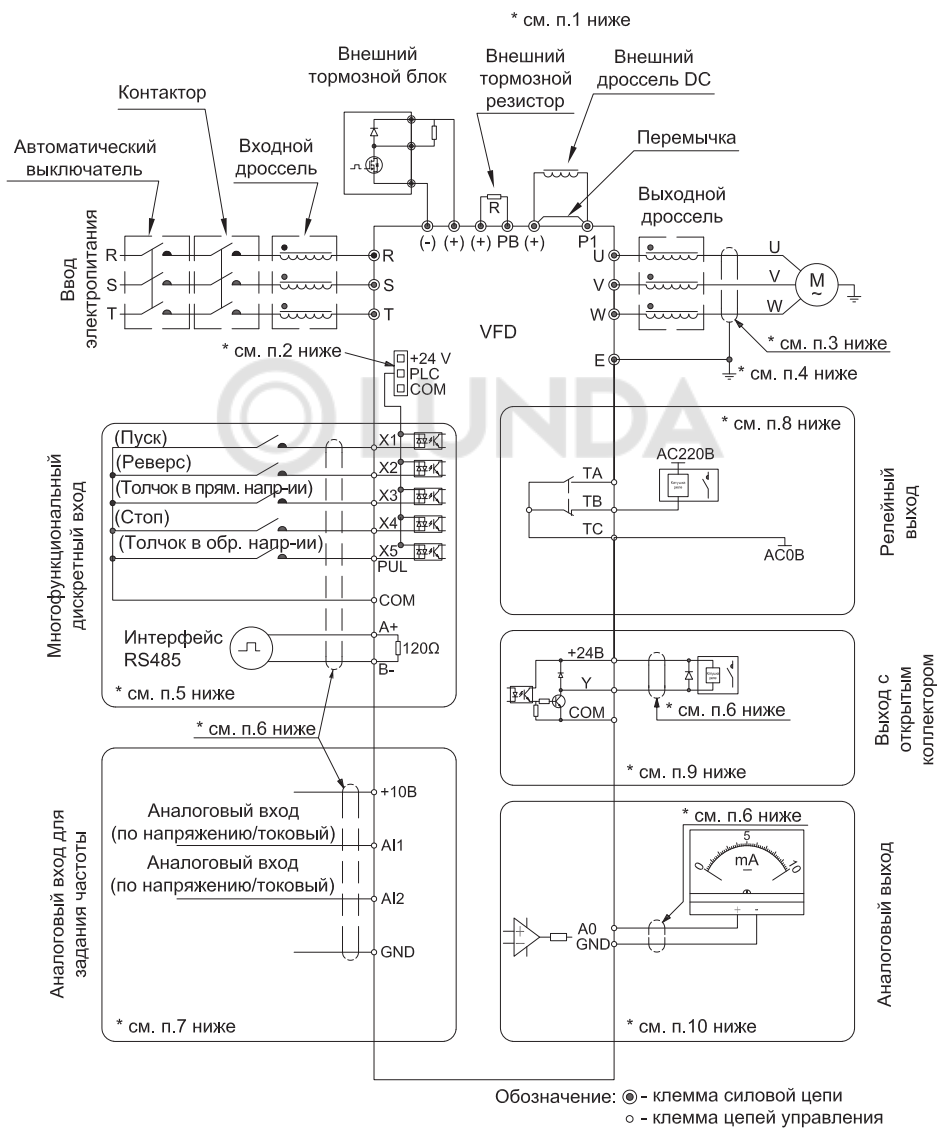 * см. п.1 ниже
Внешний
тормозной блок
Внешний
тормозной
резистор
Внешний
дроссель DC
Контактор
Перемычка
Автоматический
выключатель
Входной
дроссель
Выходной
дроссель
R
(-) (+) (+) PB (+) P1
Ввод
электропитания
R
S
T
R
S
T
U
V
W
U
V
W
M
~
VFD
E
* см. п.2 ниже
+24 V
PLC
COM
* см. п.3 ниже
* см. п.4 ниже
LUNDA
Многофункциональный
дискретный вход
(Пуск)
X1
(Реверс)
X2
(Толчок в прям. напр-ии)
X3
(Стоп)
X4
(Толчок в обр. напр-ии)
X5
PUL
COM
Интерфейс
RS485
A+
120Ω
B-
* см. п.5 ниже
* см. п.6 ниже
* см. п.8 ниже
AC220В
TA
TB
TC
AC0В
Релейный
выход
+24В
Y
COM
* см. п.6 ниже
* см. п.9 ниже
Выход с
открытым
коллектором
Аналоговый вход для
задания частоты
+10В
Аналоговый вход
(по напряжению/токовый)
AI1
Аналоговый вход
(по напряжению/токовый)
AI2
GND
* см. п.7 ниже
* см. п.6 ниже
0
5
10
mA
+ -
A0
GND
* см. п.10 ниже
Аналоговый выход
Обозначение: - клемма силовой цепи
- клемма цепей управления